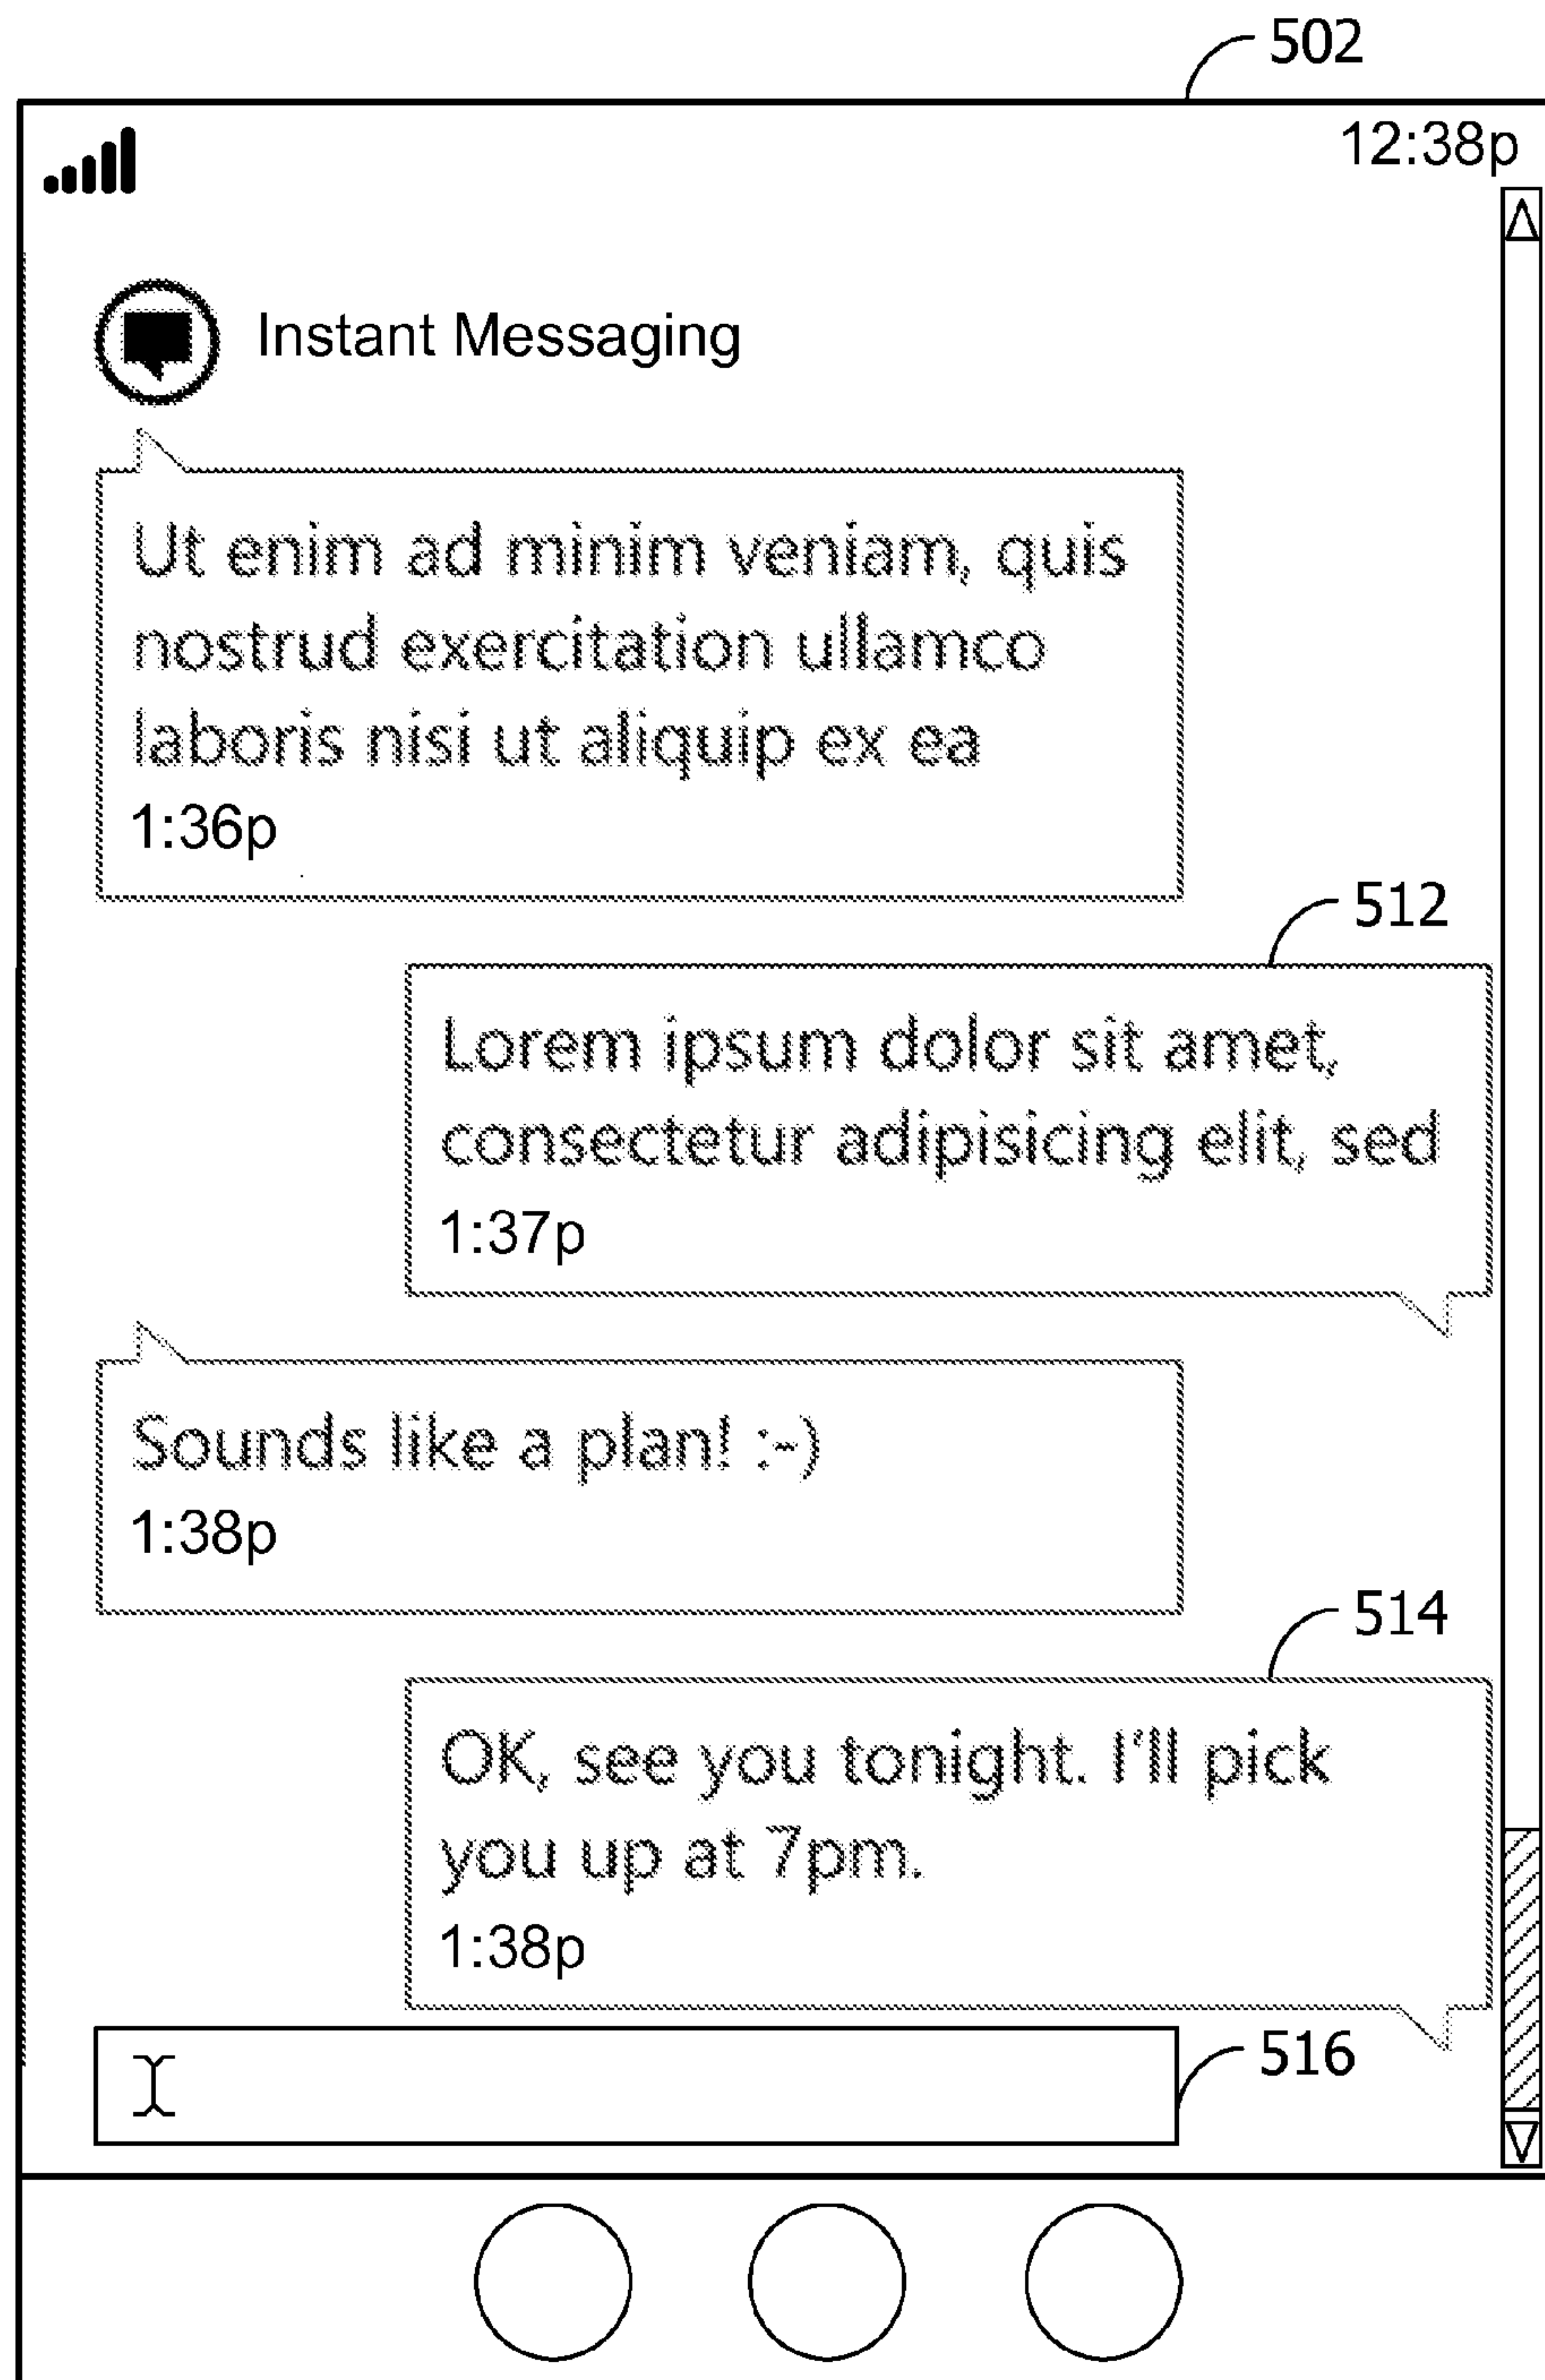 502
12:38p
Instant Messaging
Ut enim ad minim veniam, quis
nostrud exercitation ullamco
laboris nisi ut aliquip ex ea
1:36p
512
Lorem ipsum dolor sit amet,
consectetur adipisicing elit, sed
1:37p
Sounds like a plan! :-)
1:38p
514
OK, see you tonight. I'll pick
you up at 7pm.
1:38p
516